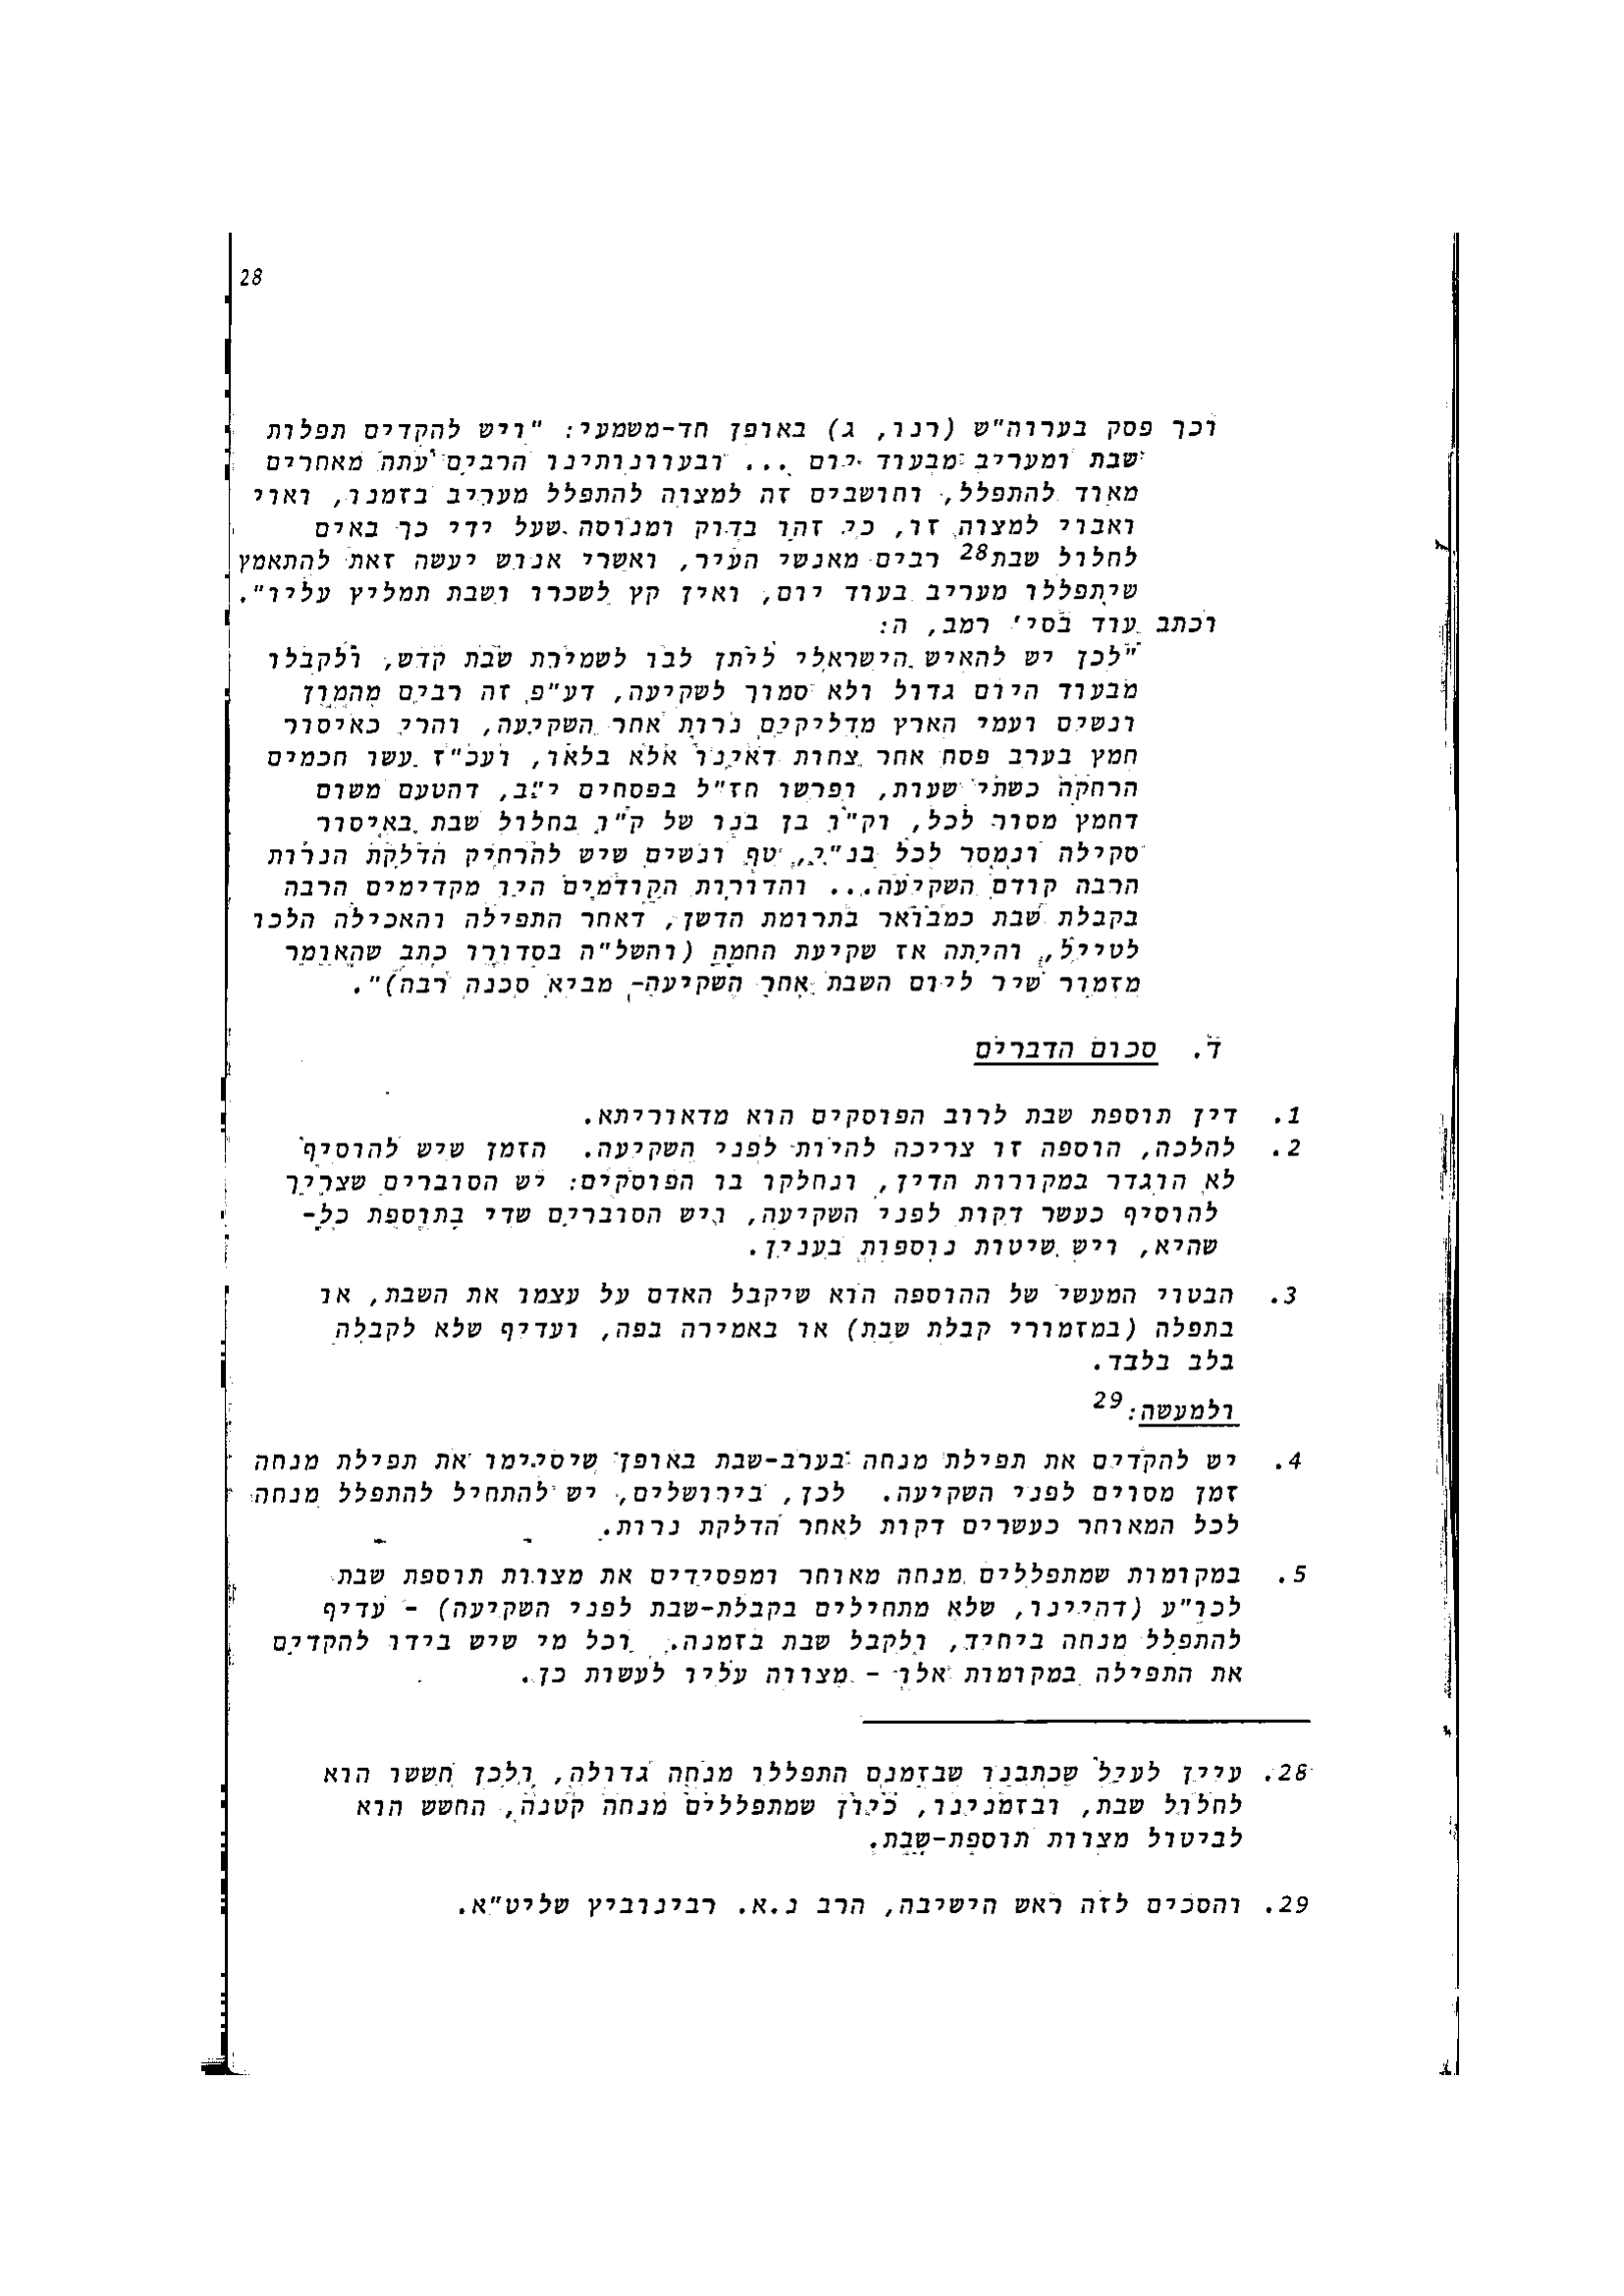 28
וכך פסק בערוה"ש (רנו, ג) באופן חד-משמעי: "ויש להקדים תפלות
שבת ומעריב מבעוד יום ... ובעוונותינו הרבים עתה מאחרים
מאוד להתפלל, וחושבים זה למצוה להתפלל מעריב בזמנו, ואוי
ואבוי למצוה זו, כי זהו בדוק ומנוסה שעל ידי כך באים
לחלול שבת28 רבים מאנשי העיר, ואשרי אנוש יעשה זאת להתאמץ
שיתפללו מעריב בעוד יום, ואין קץ לשכרו ושבת תמליץ עליו".
וכתב עוד בסי' רמב, ה:
"לכן יש להאיש הישראלי ליתן לבו לשמירת שבת קדש, ולקבלו
מבעוד היום גדול ולא סמוך לשקיעה, דע"פ זה רבים מהמון
ונשים ועמי הארץ מדליקים נרות אחר השקיעה, והרי כאיסור
חמץ בערב פסח אחר צחות דאינו אלא בלאו, ועכ"ז עשו חכמים
הרחקה כשתי שעות, ופרשו חז"ל בפסחים י"ב, דהטעם משום
דחמץ מסור לכל, וק"ו בן בנו של ק"ו בחלול שבת באיסור
סקילה ונמסר לכל בנ"י, טף ונשים שיש להרחיק הדלקת הנרות
הרבה קודם השקיעה... והדורות הקודמים היו מקדימים הרבה
בקבלת שבת כמבואר בתרומת הדשן, דאחר התפילה והאכילה הלכו
לטייל, והיתה אז שקיעת החמה (והשל"ה בסדורו כתב שהאומר
מזמור שיר ליום השבת אחר השקיעה- מביא סכנה רבה)".
ד. סכום הדברים
1. דין תוספת שבת לרוב הפוסקים הוא מדאוריתא.
2. להלכה, הוספה זו צריכה להיות לפני השקיעה. הזמן שיש להוסיף
לא הוגדר במקורות הדין, ונחלקו בו הפוסקים: יש הסוברים שצריך
להוסיף כעשר דקות לפני השקיעה, ויש הסוברים שדי בתוספת כל-
שהיא, ויש שיטות נוספות בענין.
3. הבטוי המעשי של ההוספה הוא שיקבל האדם על עצמו את השבת, או
בתפלה (במזמורי קבלת שבת) או באמירה בפה, ועדיף שלא לקבלה
בלב בלבד.
ולמעשה:29
4. יש להקדים את תפילת מנחה בערב-שבת באופן שיסיימו את תפילת מנחה
זמן מסוים לפני השקיעה. לכן, בירושלים, יש להתחיל להתפלל מנחה
לכל המאוחר כעשרים דקות לאחר הדלקת נרות.
5. במקומות שמתפללים מנחה מאוחר ומפסידים את מצוות תוספת שבת
לכו"ע (דהיינו, שלא מתחילים בקבלת-שבת לפני השקיעה) - עדיף
להתפלל מנחה ביחיד, ולקבל שבת בזמנה. וכל מי שיש בידו להקדים
את התפילה במקומות אלו - מצווה עליו לעשות כן.
28. עיין לעיל שכתבנו שבזמנם התפללו מנחה גדולה, ולכן חששו הוא
לחלול שבת, ובזמנינו, כיון שמתפללים מנחה קטנה, החשש הוא
לביטול מצוות תוספת-שבת.
29. והסכים לזה ראש הישיבה, הרב נ.א. רבינוביץ שליט"א.